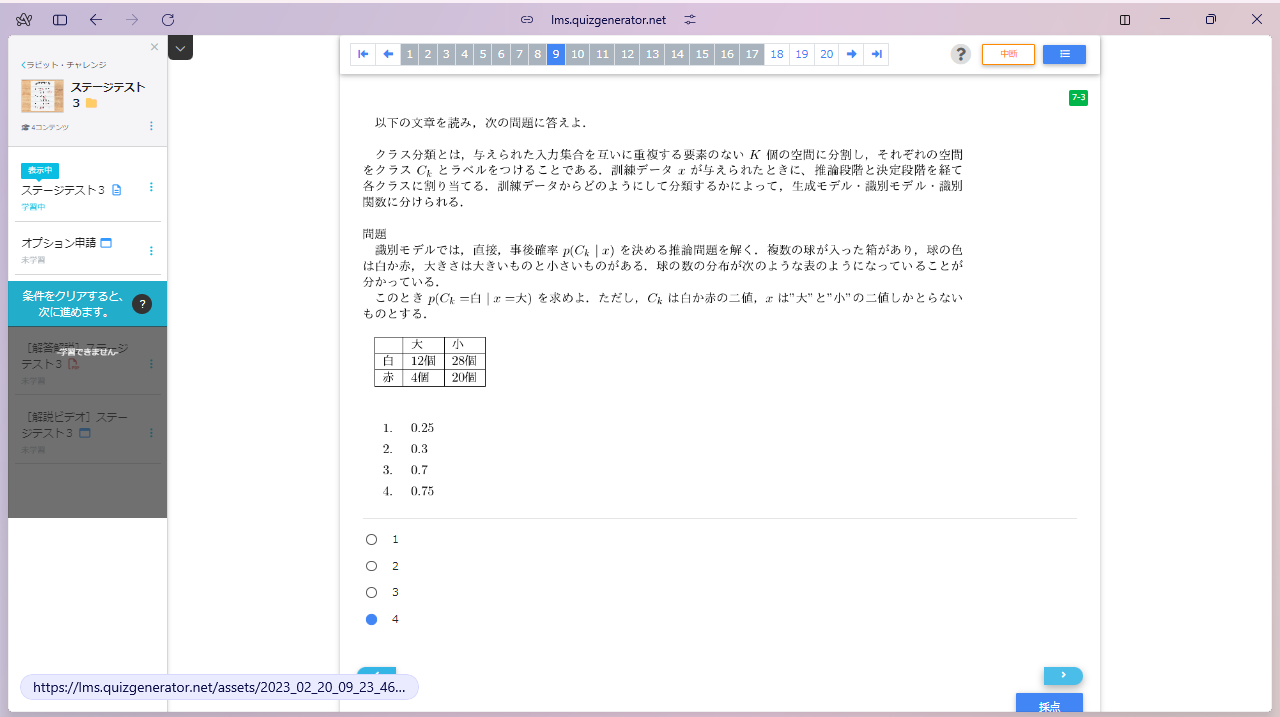 lms.quizgenerator.net
ラビット・チャレンジ
ステージテスト
3
4コンテンツ
表示中
ステージテスト3
学習中
オプション申請
未学習
条件をクリアすると、
次に進めます。
?
［解答解説］ステージ
テスト3
学習できません
未学習
［解説ビデオ］ステー
ジテスト3
未学習
1 2 3 4 5 6 7 8 9 10 11 12 13 14 15 16 17 18 19 20
?
中断
7-3
以下の文章を読み，次の問題に答えよ．
クラス分類とは，与えられた入力集合を互いに重複する要素のない K 個の空間に分割し，それぞれの空間
をクラス Ck とラベルをつけることである．訓練データ x が与えられたときに、推論段階と決定段階を経て
各クラスに割り当てる．訓練データからどのようにして分類するかによって，生成モデル・識別モデル・識別
関数に分けられる．
問題
識別モデルでは，直接，事後確率 p(Ck | x) を決める推論問題を解く．複数の球が入った箱があり，球の色
は白か赤，大きさは大きいものと小さいものがある．球の数の分布が次のような表のようになっていることが
分かっている．
このとき p(Ck =白 | x =大) を求めよ．ただし，Ck は白か赤の二値，x は”大”と”小”の二値しかとらない
ものとする．
大 小
白 12個 28個
赤 4個 20個
1. 0.25
2. 0.3
3. 0.7
4. 0.75
1
2
3
4
採点
https://lms.quizgenerator.net/assets/2023_02_20_09_23_46...